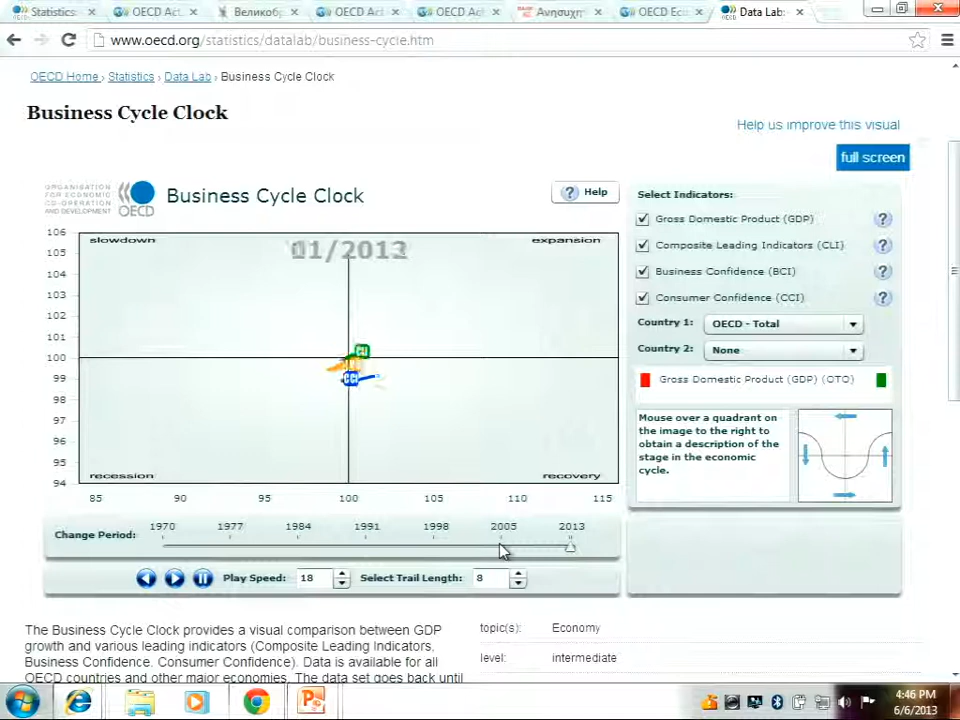 Statistics:
OECD Act.
Великоб
OECD Act
OECD Act
Ανησυχη
OECD Eco
Data Lab:
www.oecd.org/statistics/datalab/business-cycle.htm
OECD Home › Statistics › Data Lab › Business Cycle Clock
Business Cycle Clock
Help us improve this visual
full screen
ORGANISATION
FOR ECONOMIC
CO-OPERATION
AND DEVELOPMENT
OECD
Business Cycle Clock
? Help
Select Indicators:
106
slowdown
01/2013
expansion
Gross Domestic Product (GDP) ?
105
Composite Leading Indicators (CLI) ?
104
Business Confidence (BCI) ?
103
Consumer Confidence (CCI) ?
102
Country 1: OECD - Total
101
Country 2: None
100
CLI
99
CCI
Gross Domestic Product (GDP) (OTO)
98
97
96
95
94
recession
recovery
Mouse over a quadrant on
the image to the right to
obtain a description of the
stage in the economic
cycle.
85 90 95 100 105 110 115
Change Period: 1970 1977 1984 1991 1998 2005 2013
Play Speed: 18 Select Trail Length: 8
The Business Cycle Clock provides a visual comparison between GDP
growth and various leading indicators (Composite Leading Indicators,
Business Confidence. Consumer Confidence). Data is available for all
OECD countries and other major economies. The data set goes back until
topic(s): Economy
level: intermediate
4:46 PM
6/6/2013